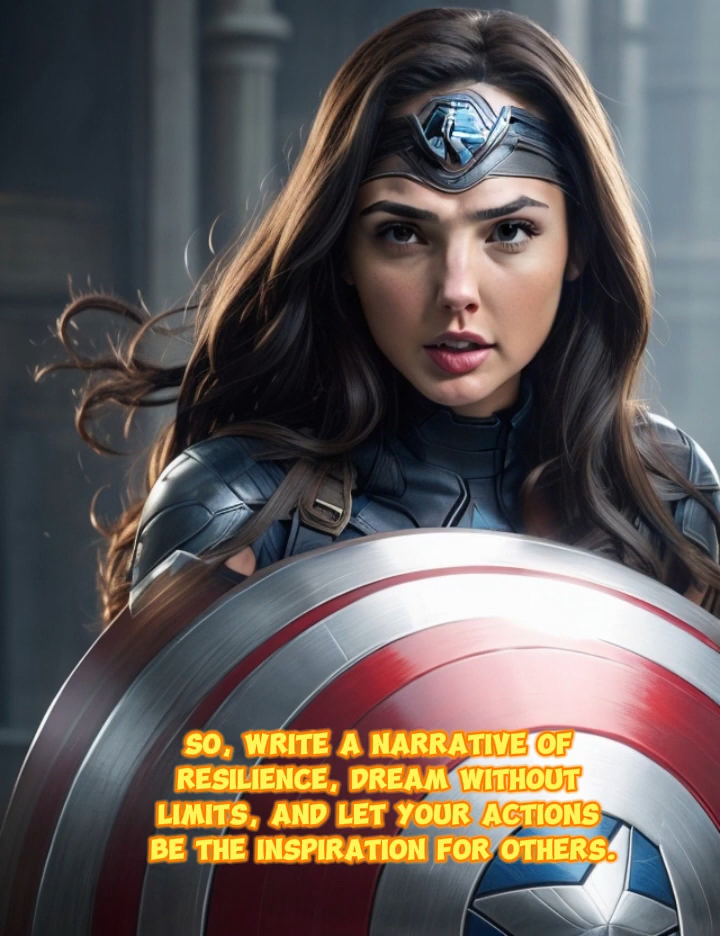 SO, WRITE A NARRATIVE OF
RESILIENCE, DREAM WITHOUT
LIMITS, AND LET YOUR ACTIONS
BE THE INSPIRATION FOR OTHERS.